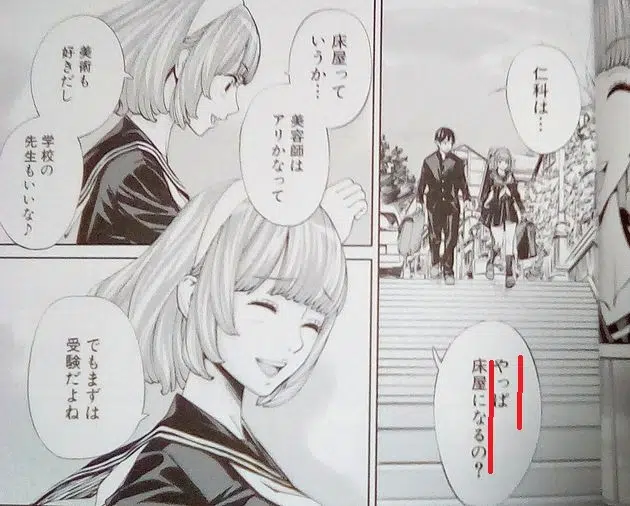 仁科は…
やっぱ
床屋になるの？
床屋って
いうか…
美容師は
アリかなって
美術も
好きだし
学校の
先生もいいな♪
でもまずは
受験だよね